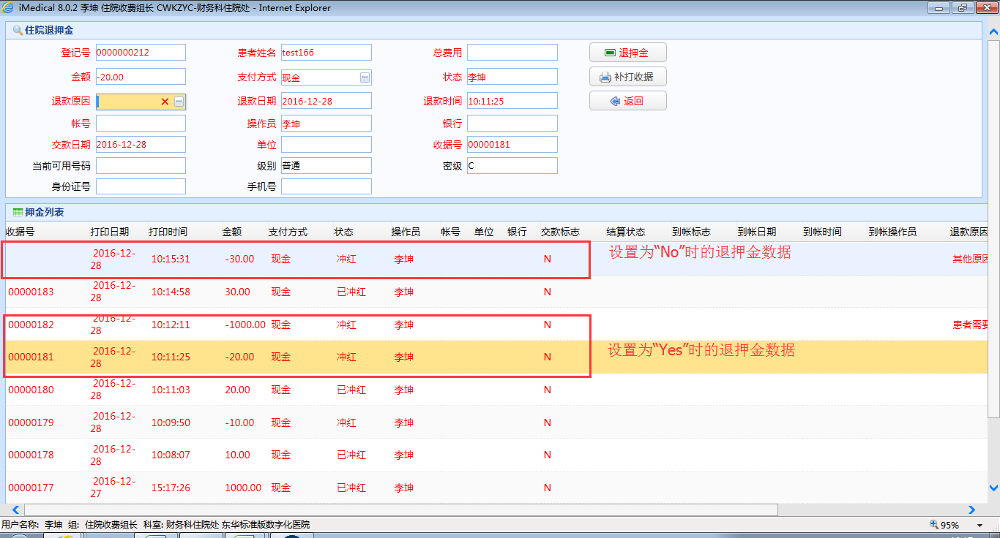 iMedical 8.0.2 李坤 住院收费组长 CWKZYC-财务科住院处 - Internet Explorer
住院退押金
登记号 0000000212 患者姓名 test166 总费用 退押金
金额 -20.00 支付方式 现金 状态 李坤 补打收据
退款原因 退款日期 2016-12-28 退款时间 10:11:25 返回
帐号 操作员 李坤 银行
交款日期 2016-12-28 单位 收据号 00000181
当前可用号码 级别 普通 密级 C
身份证号 手机号
押金列表
收据号 打印日期 打印时间 金额 支付方式 状态 操作员 帐号 单位 银行 交款标志 结算状态 到帐标志 到帐日期 到帐时间 到帐操作员 退款原因
2016-12-28 10:15:31 -30.00 现金 冲红 李坤 N 其他原因
设置为“No”时的退押金数据
00000183 2016-12-28 10:14:58 30.00 现金 已冲红 李坤 N
00000182 2016-12-28 10:12:11 -1000.00 现金 冲红 李坤 N 患者需要
00000181 2016-12-28 10:11:25 -20.00 现金 冲红 李坤 N
设置为“Yes”时的退押金数据
00000180 2016-12-28 10:11:03 20.00 现金 已冲红 李坤 N
00000179 2016-12-28 10:09:50 -10.00 现金 冲红 李坤 N
00000178 2016-12-28 10:08:07 10.00 现金 已冲红 李坤 N
00000177 2016-12-27 15:17:26 1000.00 现金 已冲红 李坤 N
用户名称: 李坤 组: 住院收费组长 科室: 财务科住院处 东华标准版数字化医院
95%